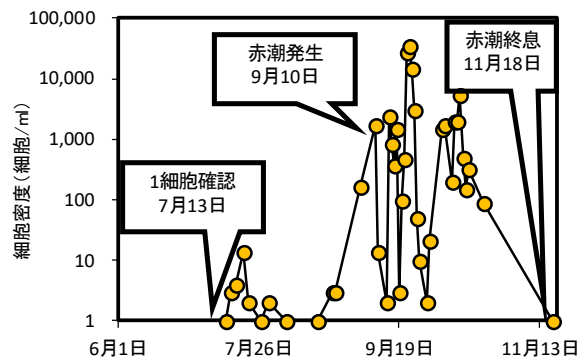 100,000
10,000
1,000
100
10
1
細胞密度(細胞/ml)
赤潮発生
9月10日
赤潮終息
11月18日
1細胞確認
7月13日
6月1日
7月26日
9月19日
11月13日